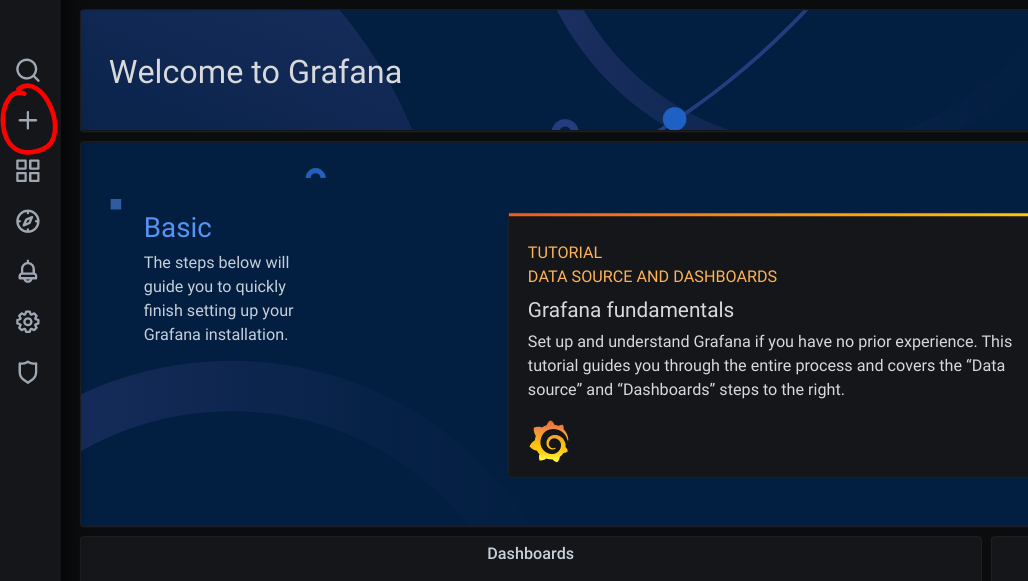 Welcome to Grafana
Basic
The steps below will
guide you to quickly
finish setting up your
Grafana installation.
TUTORIAL
DATA SOURCE AND DASHBOARDS
Grafana fundamentals
Set up and understand Grafana if you have no prior experience. This
tutorial guides you through the entire process and covers the “Data
source” and “Dashboards” steps to the right.
Dashboards